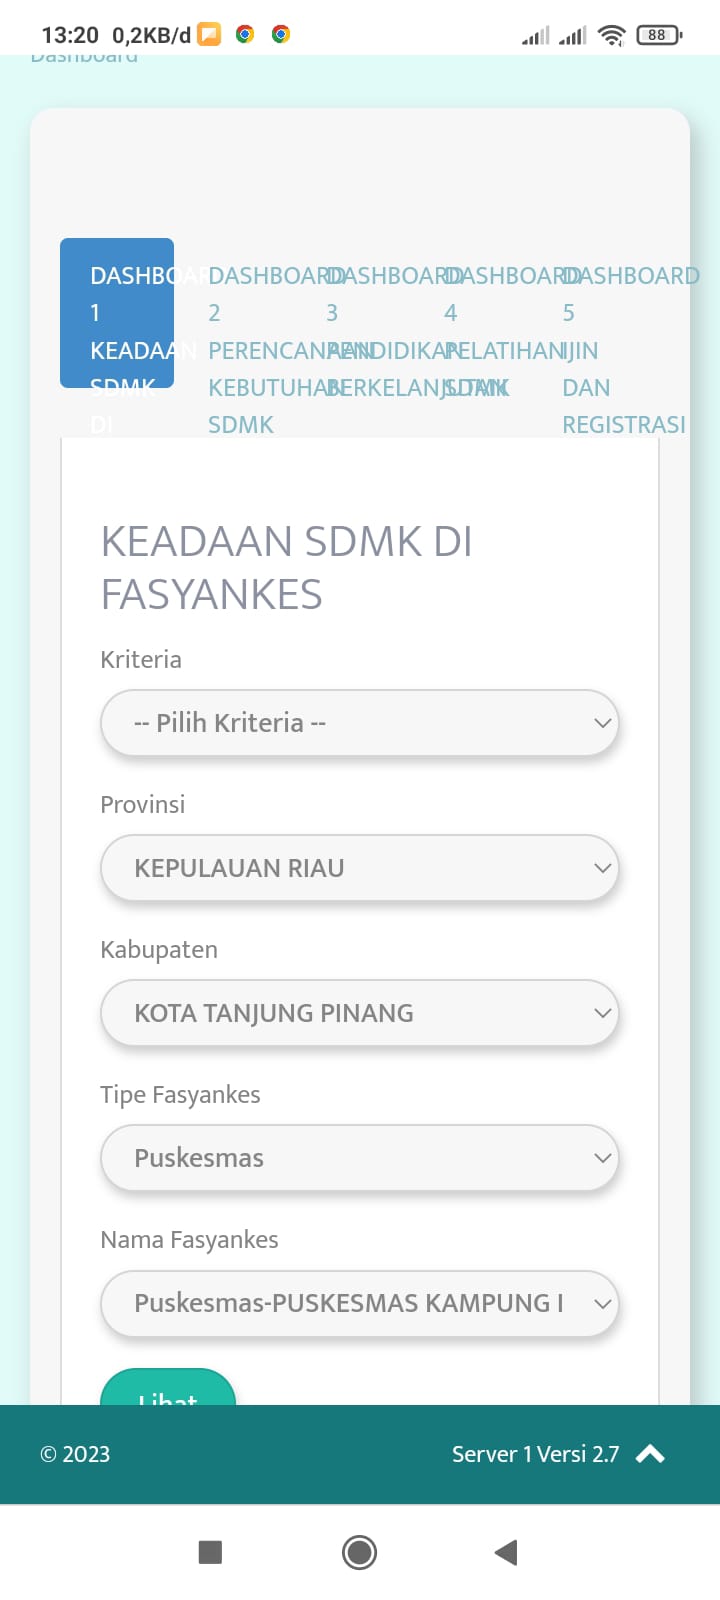 13:20 0,2KB/d 88
Dashboard
DASHBOARD DASHBOARD DASHBOARD DASHBOARD DASHBOARD
1 2 3 4 5
KEADAAN PERENCANAAN PENDIDIKAN PELATIHAN IJIN
SDMK KEBUTUHAN BERKELANJUTAN SDMK DAN
DI SDMK REGISTRASI
KEADAAN SDMK DI
FASYANKES
Kriteria
-- Pilih Kriteria --
Provinsi
KEPULAUAN RIAU
Kabupaten
KOTA TANJUNG PINANG
Tipe Fasyankes
Puskesmas
Nama Fasyankes
Puskesmas-PUSKESMAS KAMPUNG I
Lihat
© 2023 Server 1 Versi 2.7